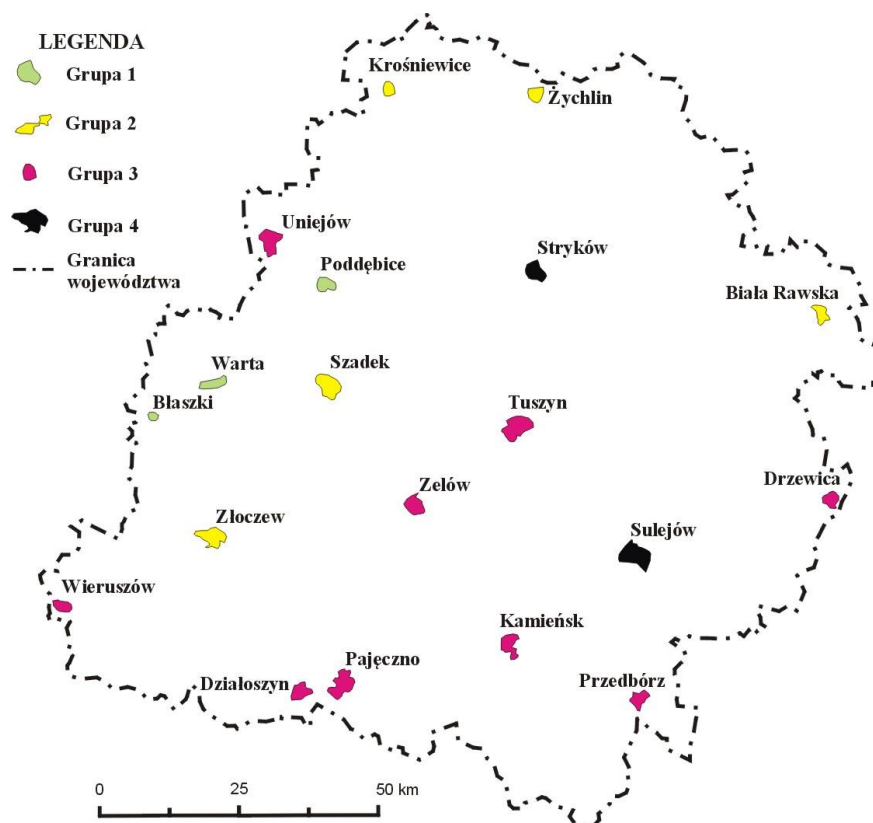 LEGENDA
Grupa 1
Grupa 2
Grupa 3
Grupa 4
Granica
województwa
Krośniewice
Żychlin
Uniejów
Poddębice
Stryków
Biała Rawska
Warta
Szadek
Błaszki
Tuszyn
Zelów
Drzewica
Złoczew
Sulejów
Wieruszów
Kamieńsk
Pajęczno
Działoszyn
Przedbórz
0 25 50 km